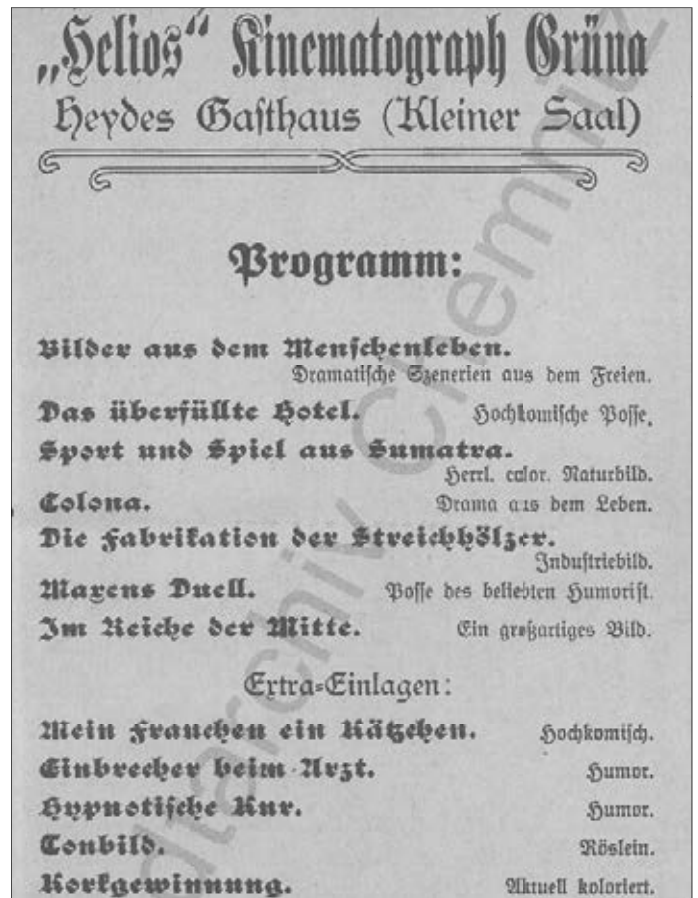 „Helios“ Kinematograph Grüna
Heydes Gasthaus (Kleiner Saal)
Programm:
Bilder aus dem Menschenleben.
Dramatische Szenerien aus dem Freien.
Das überfüllte Hotel. Hochkomische Posse.
Sport und Spiel aus Sumatra.
Herrl. color. Naturbild.
Colona. Drama aus dem Leben.
Die Fabrikation der Streichhölzer.
Industriebild.
Maxens Duell. Posse des beliebten Humorist.
Im Reiche der Mitte. Ein großartiges Bild.
Extra-Einlagen:
Mein Frauchen ein Kätzchen. Hochkomisch.
Einbrecher beim Arzt. Humor.
Hypnotische Kur. Humor.
Tonbild. Röslein.
Korkgewinnung. Aktuell koloriert.
dtarchiv Chemnitz